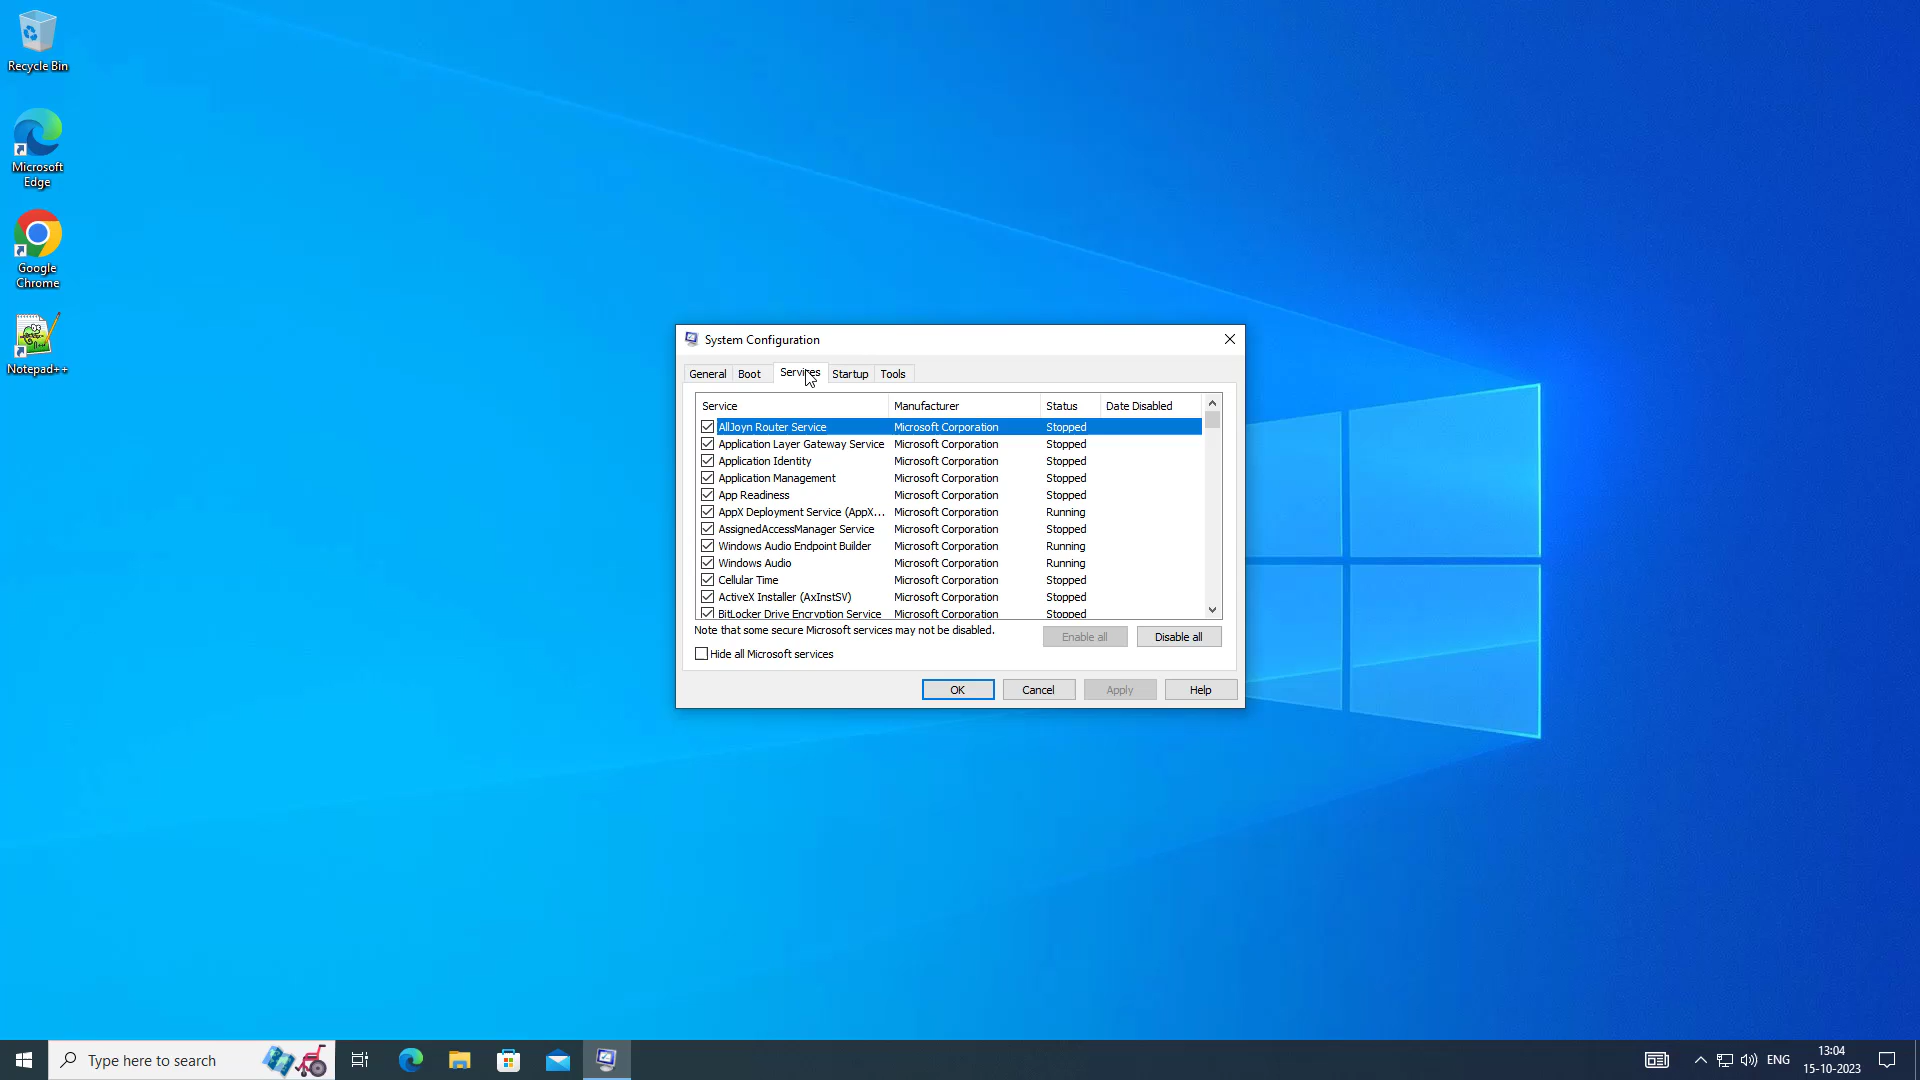 Recycle Bin
Microsoft
Edge
Google
Chrome
Notepad++
System Configuration
General Boot Services Startup Tools
Service Manufacturer Status Date Disabled
AllJoyn Router Service Microsoft Corporation Stopped
Application Layer Gateway Service Microsoft Corporation Stopped
Application Identity Microsoft Corporation Stopped
Application Management Microsoft Corporation Stopped
App Readiness Microsoft Corporation Stopped
AppX Deployment Service (AppX... Microsoft Corporation Running
AssignedAccessManager Service Microsoft Corporation Stopped
Windows Audio Endpoint Builder Microsoft Corporation Running
Windows Audio Microsoft Corporation Running
Cellular Time Microsoft Corporation Stopped
ActiveX Installer (AxInstSV) Microsoft Corporation Stopped
BitLocker Drive Encryption Service Microsoft Corporation Stopped
Note that some secure Microsoft services may not be disabled.
Enable all Disable all
Hide all Microsoft services
OK Cancel Apply Help
Type here to search
ENG
13:04
15-10-2023